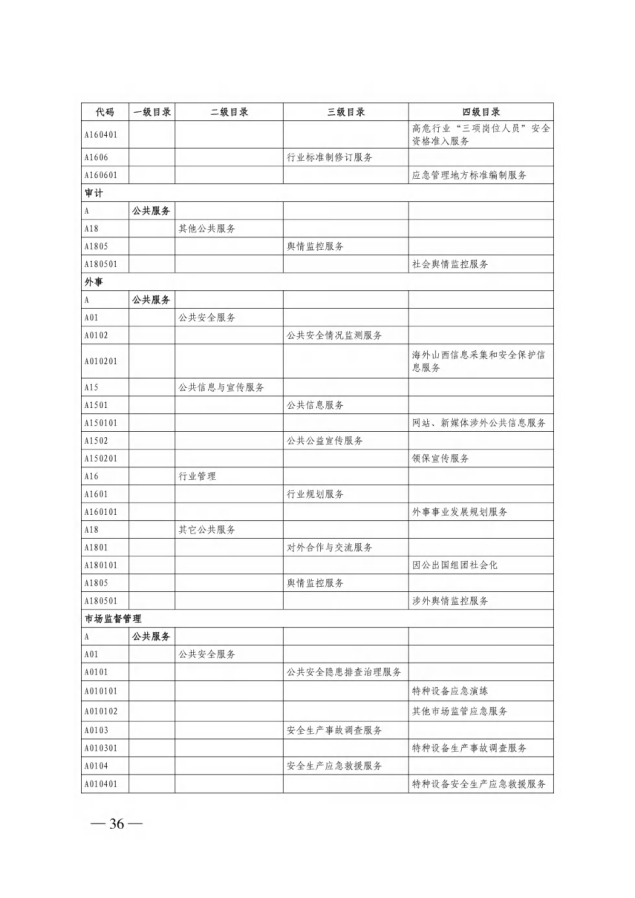 代码 一级目录 二级目录 三级目录 四级目录
A160401 高危行业“三项岗位人员”安全
资格准入服务
A1606 行业标准制修订服务
A160601 应急管理地方标准编制服务
审计
A 公共服务
A18 其他公共服务
A1805 舆情监控服务
A180501 社会舆情监控服务
外事
A 公共服务
A01 公共安全服务
A0102 公共安全情况监测服务
A010201 海外山西信息采集和安全保护信
息服务
A15 公共信息与宣传服务
A1501 公共信息服务
A150101 网站、新媒体涉外公共信息服务
A1502 公共公益宣传服务
A150201 领保宣传服务
A16 行业管理
A1601 行业规划服务
A160101 外事事业发展规划服务
A18 其它公共服务
A1801 对外合作与交流服务
A180101 因公出国组团社会化
A1805 舆情监控服务
A180501 涉外舆情监控服务
市场监督管理
A 公共服务
A01 公共安全服务
A0101 公共安全隐患排查治理服务
A010101 特种设备应急演练
A010102 其他市场监管应急服务
A0103 安全生产事故调查服务
A010301 特种设备生产事故调查服务
A0104 安全生产应急救援服务
A010401 特种设备安全生产应急救援服务
— 36 —